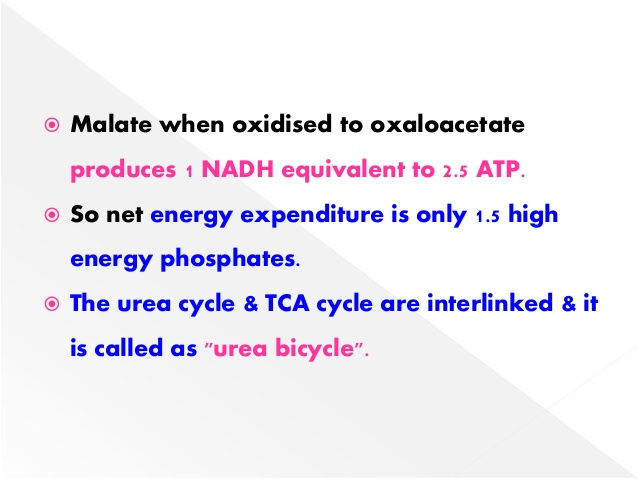 Malate when oxidised to oxaloacetate
produces 1 NADH equivalent to 2.5 ATP.
So net energy expenditure is only 1.5 high
energy phosphates.
The urea cycle & TCA cycle are interlinked & it
is called as "urea bicycle".